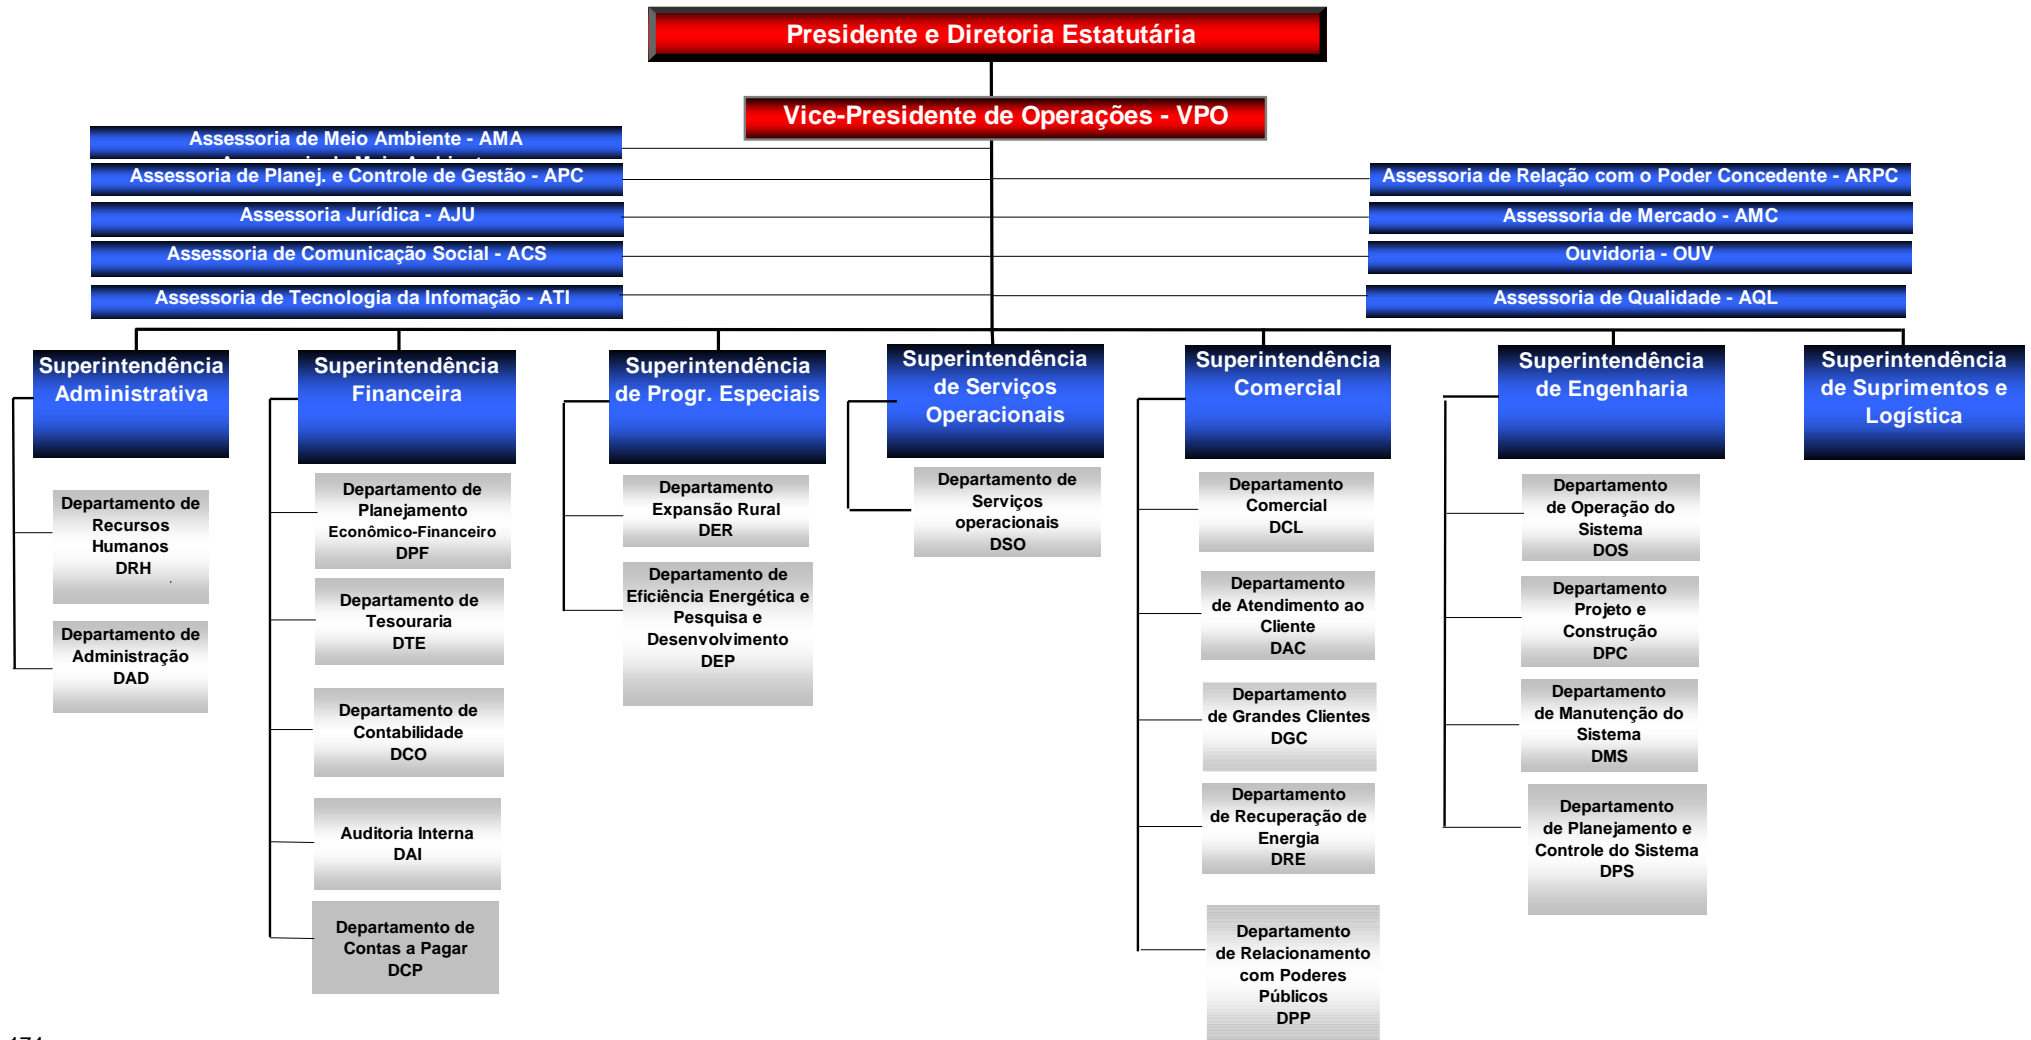 Presidente e Diretoria Estatutária
Vice-Presidente de Operações - VPO
Assessoria de Meio Ambiente - AMA
Assessoria de Planej. e Controle de Gestão - APC
Assessoria de Relação com o Poder Concedente - ARPC
Assessoria Jurídica - AJU
Assessoria de Mercado - AMC
Assessoria de Comunicação Social - ACS
Ouvidoria - OUV
Assessoria de Tecnologia da Infomação - ATI
Assessoria de Qualidade - AQL
Superintendência
Administrativa
Departamento de
Recursos
Humanos
DRH
Departamento de
Administração
DAD
Superintendência
Financeira
Departamento de
Planejamento
Econômico-Financeiro
DPF
Departamento de
Tesouraria
DTE
Departamento de
Contabilidade
DCO
Auditoria Interna
DAI
Departamento de
Contas a Pagar
DCP
Superintendência
de Progr. Especiais
Departamento
Expansão Rural
DER
Departamento de
Eficiência Energética e
Pesquisa e
Desenvolvimento
DEP
Superintendência
de Serviços
Operacionais
Departamento de
Serviços
operacionais
DSO
Superintendência
Comercial
Departamento
Comercial
DCL
Departamento
de Atendimento ao
Cliente
DAC
Departamento
de Grandes Clientes
DGC
Departamento
de Recuperação de
Energia
DRE
Departamento
de Relacionamento
com Poderes
Públicos
DPP
Superintendência
de Engenharia
Departamento
de Operação do
Sistema
DOS
Departamento
Projeto e
Construção
DPC
Departamento
de Manutenção do
Sistema
DMS
Departamento
de Planejamento e
Controle do Sistema
DPS
Superintendência
de Suprimentos e
Logística